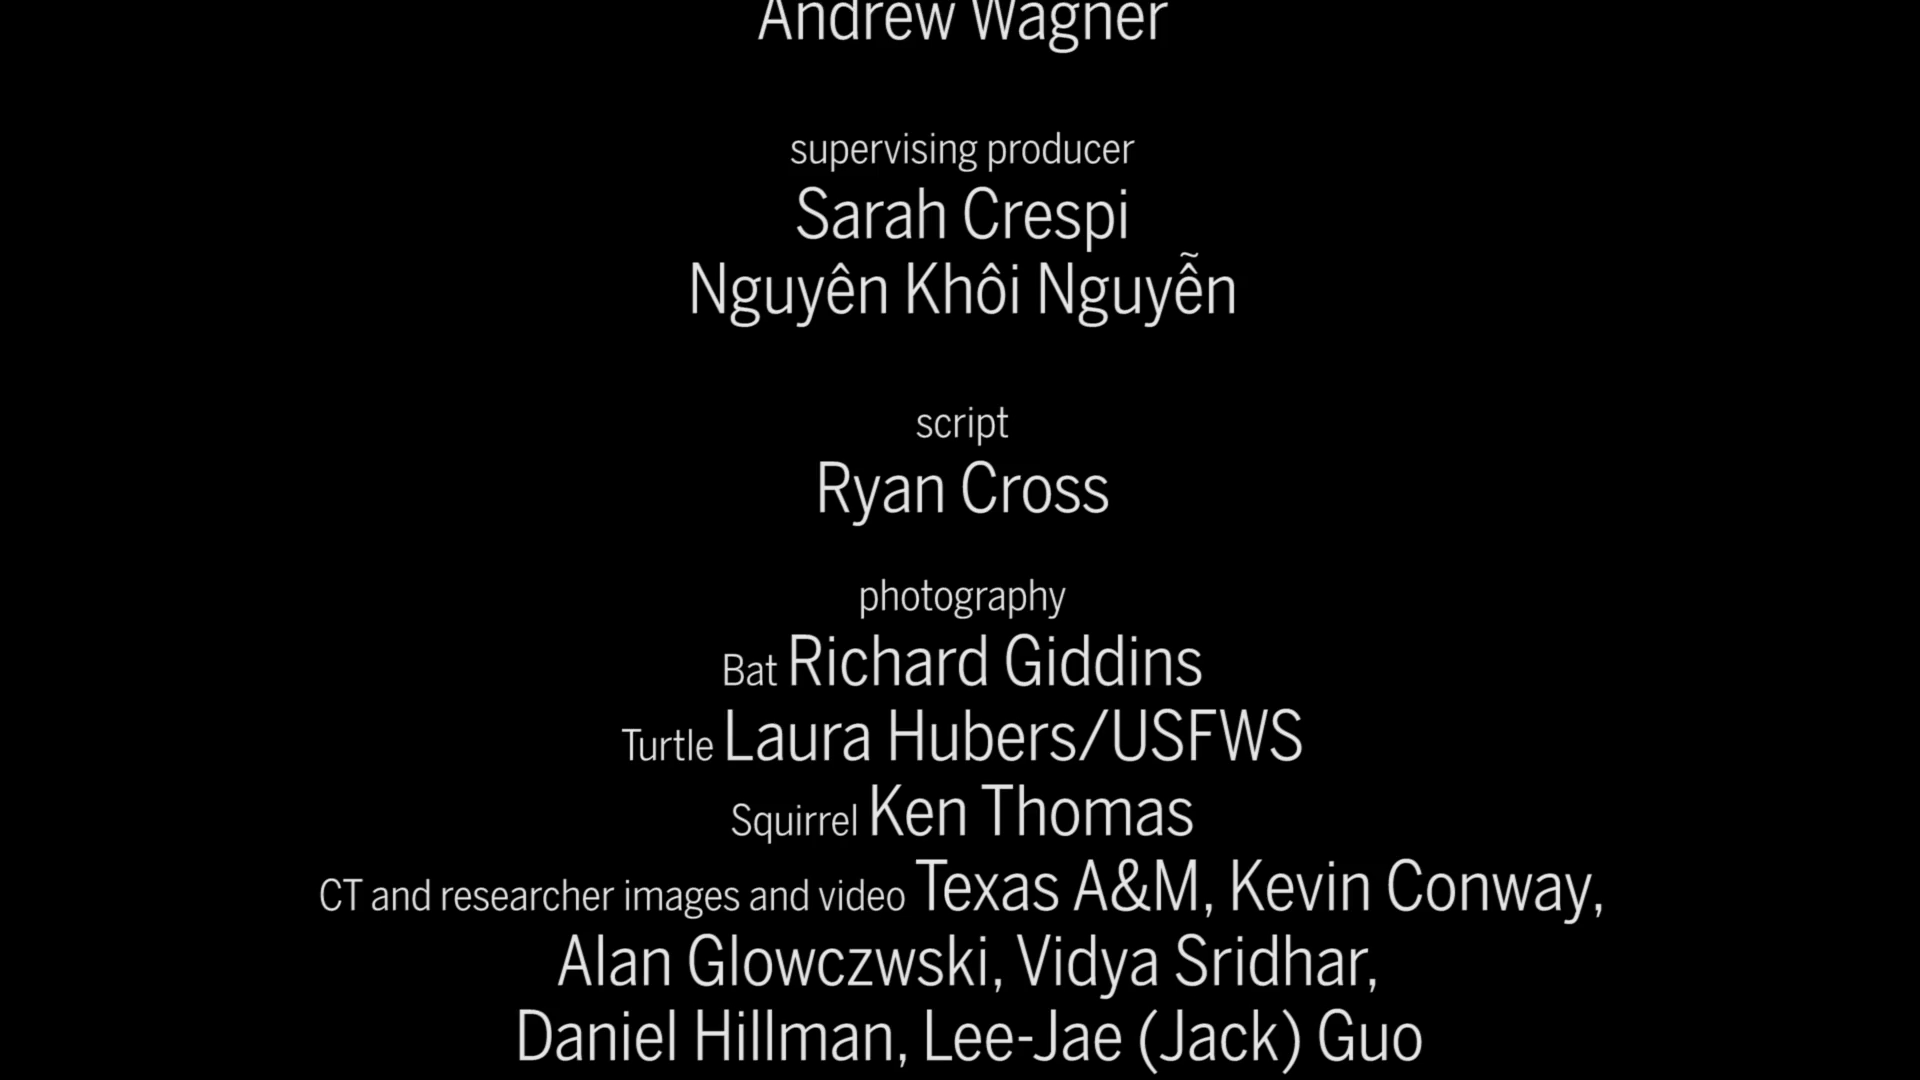 Andrew Wagner
supervising producer
Sarah Crespi
Nguyên Khôi Nguyễn
script
Ryan Cross
photography
Bat Richard Giddins
Turtle Laura Hubers/USFWS
Squirrel Ken Thomas
CT and researcher images and video Texas A&M, Kevin Conway,
Alan Glowczwski, Vidya Sridhar,
Daniel Hillman, Lee-Jae (Jack) Guo